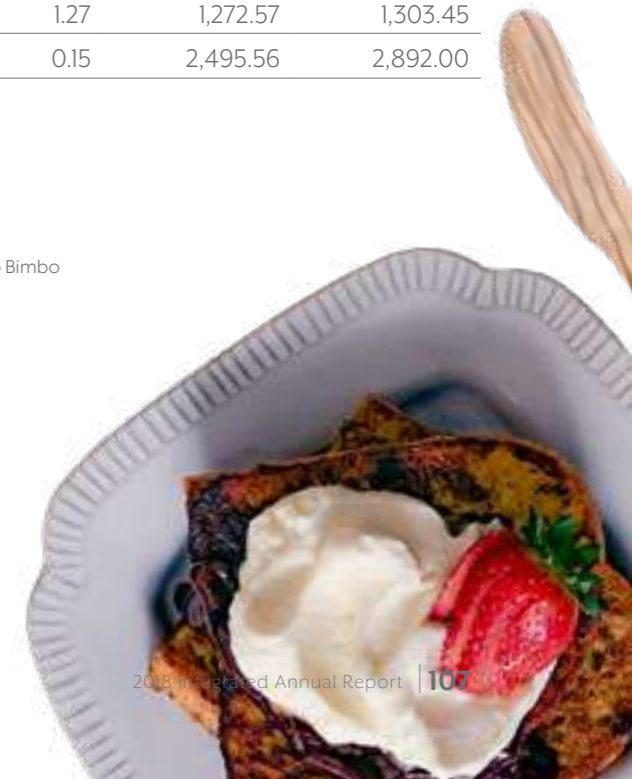 1.27 1,272.57 1,303.45
0.15 2,495.56 2,892.00
Bimbo
2018 Integrated Annual Report | 107